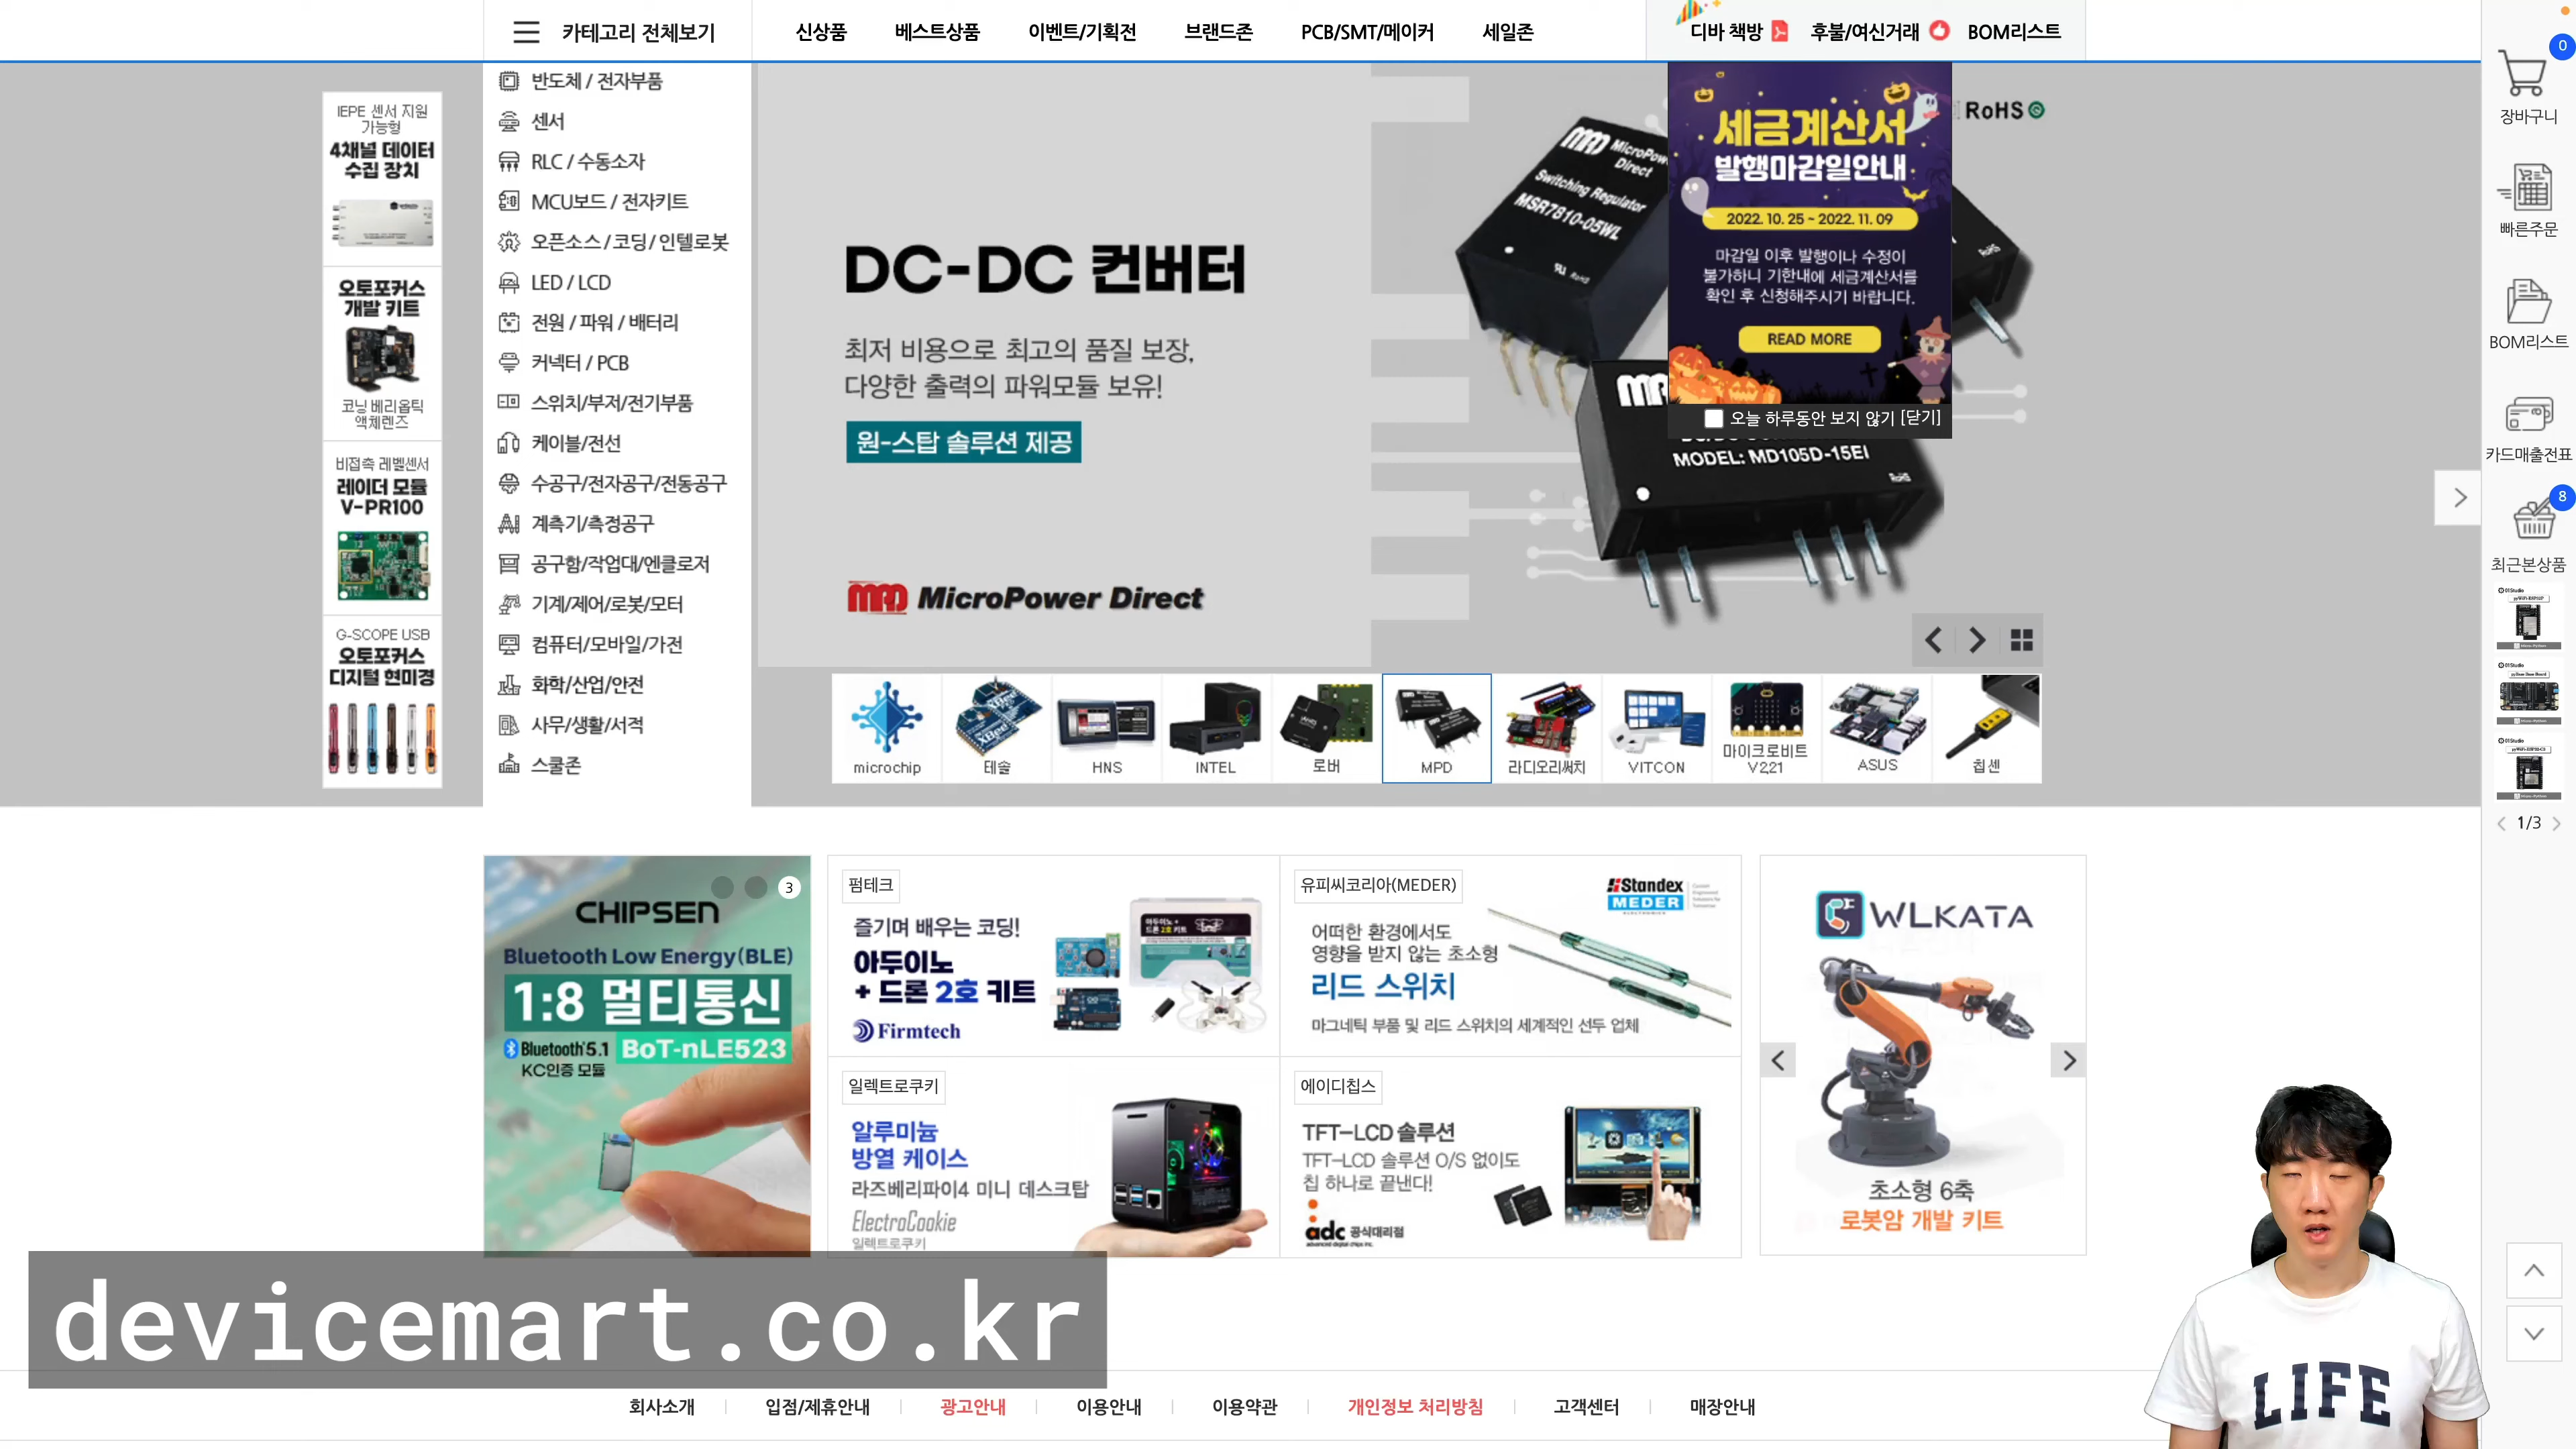 카테고리 전체보기
신상품
베스트상품
이벤트/기획전
브랜드존
PCB/SMT/메이커
세일존
디바 책방
후불/여신거래
BOM리스트
0
장바구니
빠른주문
BOM리스트
카드매출전표
8
최근본상품
1/3
IEPE 센서 지원
가능형
4채널 데이터
수집 장치
오토포커스
개발 키트
코닝 베리옵틱
액체렌즈
비접촉 레벨센서
레이더 모듈
V-PR100
G-SCOPE USB
오토포커스
디지털 현미경
반도체 / 전자부품
센서
RLC / 수동소자
MCU보드 / 전자키트
오픈소스/코딩/인텔로봇
LED / LCD
전원 / 파워 / 배터리
커넥터 / PCB
스위치/부저/전기부품
케이블/전선
수공구/전자공구/전동공구
계측기/측정공구
공구함/작업대/엔클로저
기계/제어/로봇/모터
컴퓨터/모바일/가전
화학/산업/안전
사무/생활/서적
스쿨존
DC-DC 컨버터
최저 비용으로 최고의 품질 보장,
다양한 출력의 파워모듈 보유!
원-스탑 솔루션 제공
MPD MicroPower Direct
Direct
Switching Regulator
MSR7810-05WL
RoHS
MODEL: MD105D-15EI
RoHS
세금계산서
발행마감일안내
2022. 10. 25 ~ 2022. 11. 09
마감일 이후 발행이나 수정이
불가하니 기한내에 세금계산서를
확인 후 신청해주시기 바랍니다.
READ MORE
오늘 하루동안 보지 않기 [닫기]
microchip
테솔
HNS
INTEL
로버
MPD
라디오리써치
VITCON
마이크로비트
V2.21
ASUS
칩센
3
CHIPSEN
Bluetooth Low Energy(BLE)
1:8 멀티통신
Bluetooth 5.1 BoT-nLE523
KC인증 모듈
펌테크
즐기며 배우는 코딩!
아두이노
+ 드론 2호 키트
Firmtech
유피씨코리아(MEDER)
Standex
MEDER
ELECTRONICS
어떠한 환경에서도
영향을 받지 않는 초소형
리드 스위치
마그네틱 부품 및 리드 스위치의 세계적인 선두 업체
일렉트로쿠키
알루미늄
방열 케이스
라즈베리파이4 미니 데스크탑
ElectroCookie
일렉트로쿠키
에이디칩스
TFT-LCD 솔루션
TFT-LCD 솔루션 O/S 없이도
칩 하나로 끝낸다!
adc 공식대리점
advanced digital chips inc.
WLKATA
초소형 6축
로봇암 개발 키트
devicemart.co.kr
LIFE
회사소개
입점/제휴안내
광고안내
이용안내
이용약관
개인정보 처리방침
고객센터
매장안내